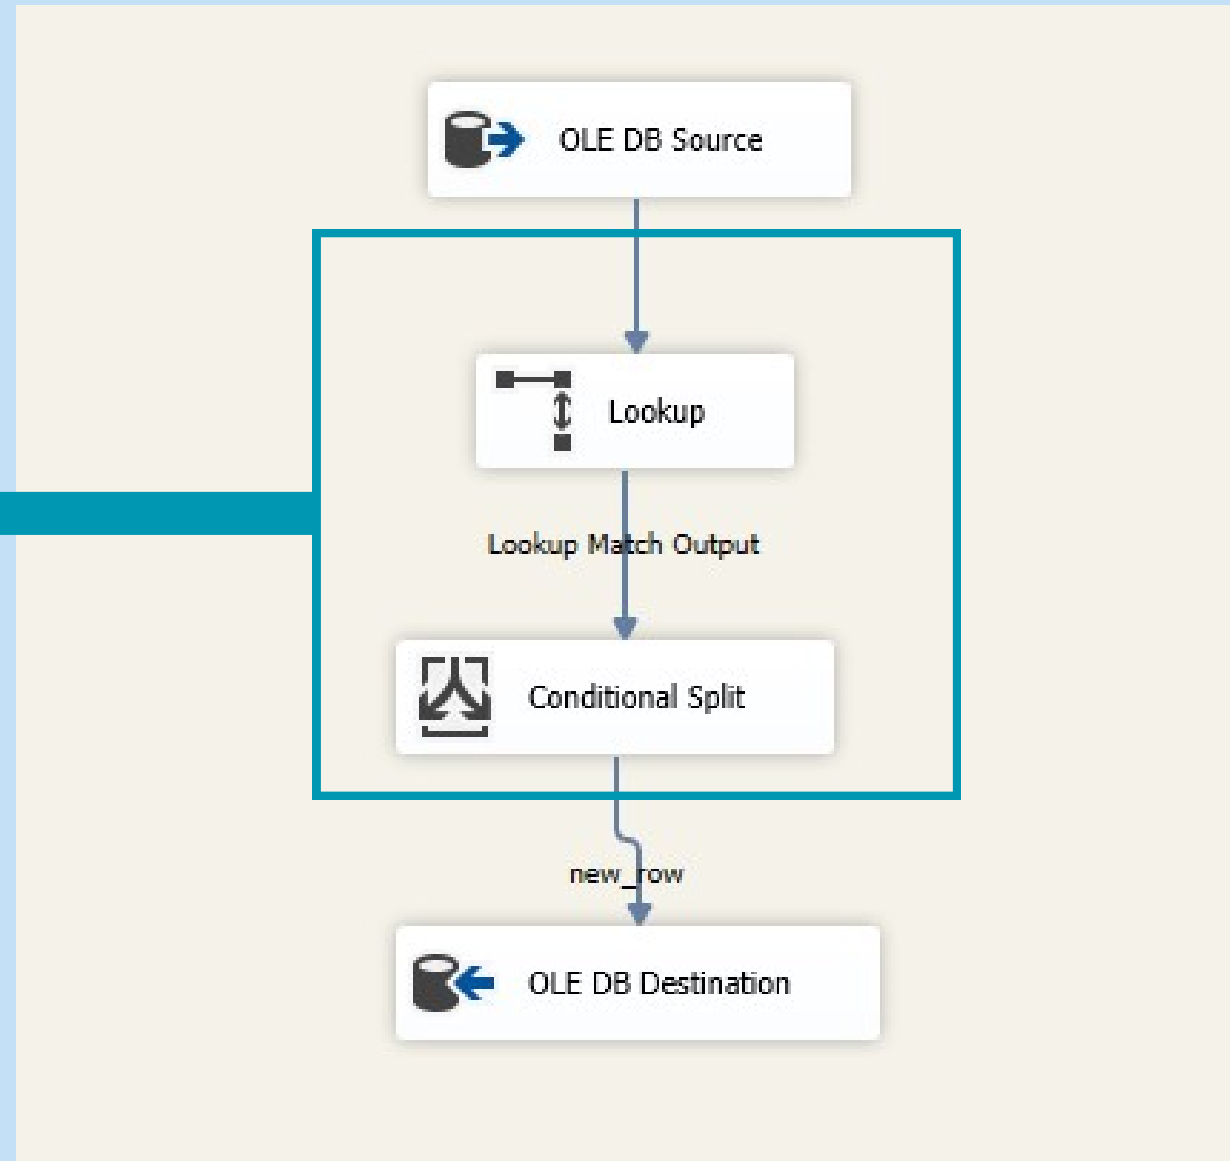 OLE DB Source
Lookup
Lookup Match Output
Conditional Split
new_row
OLE DB Destination